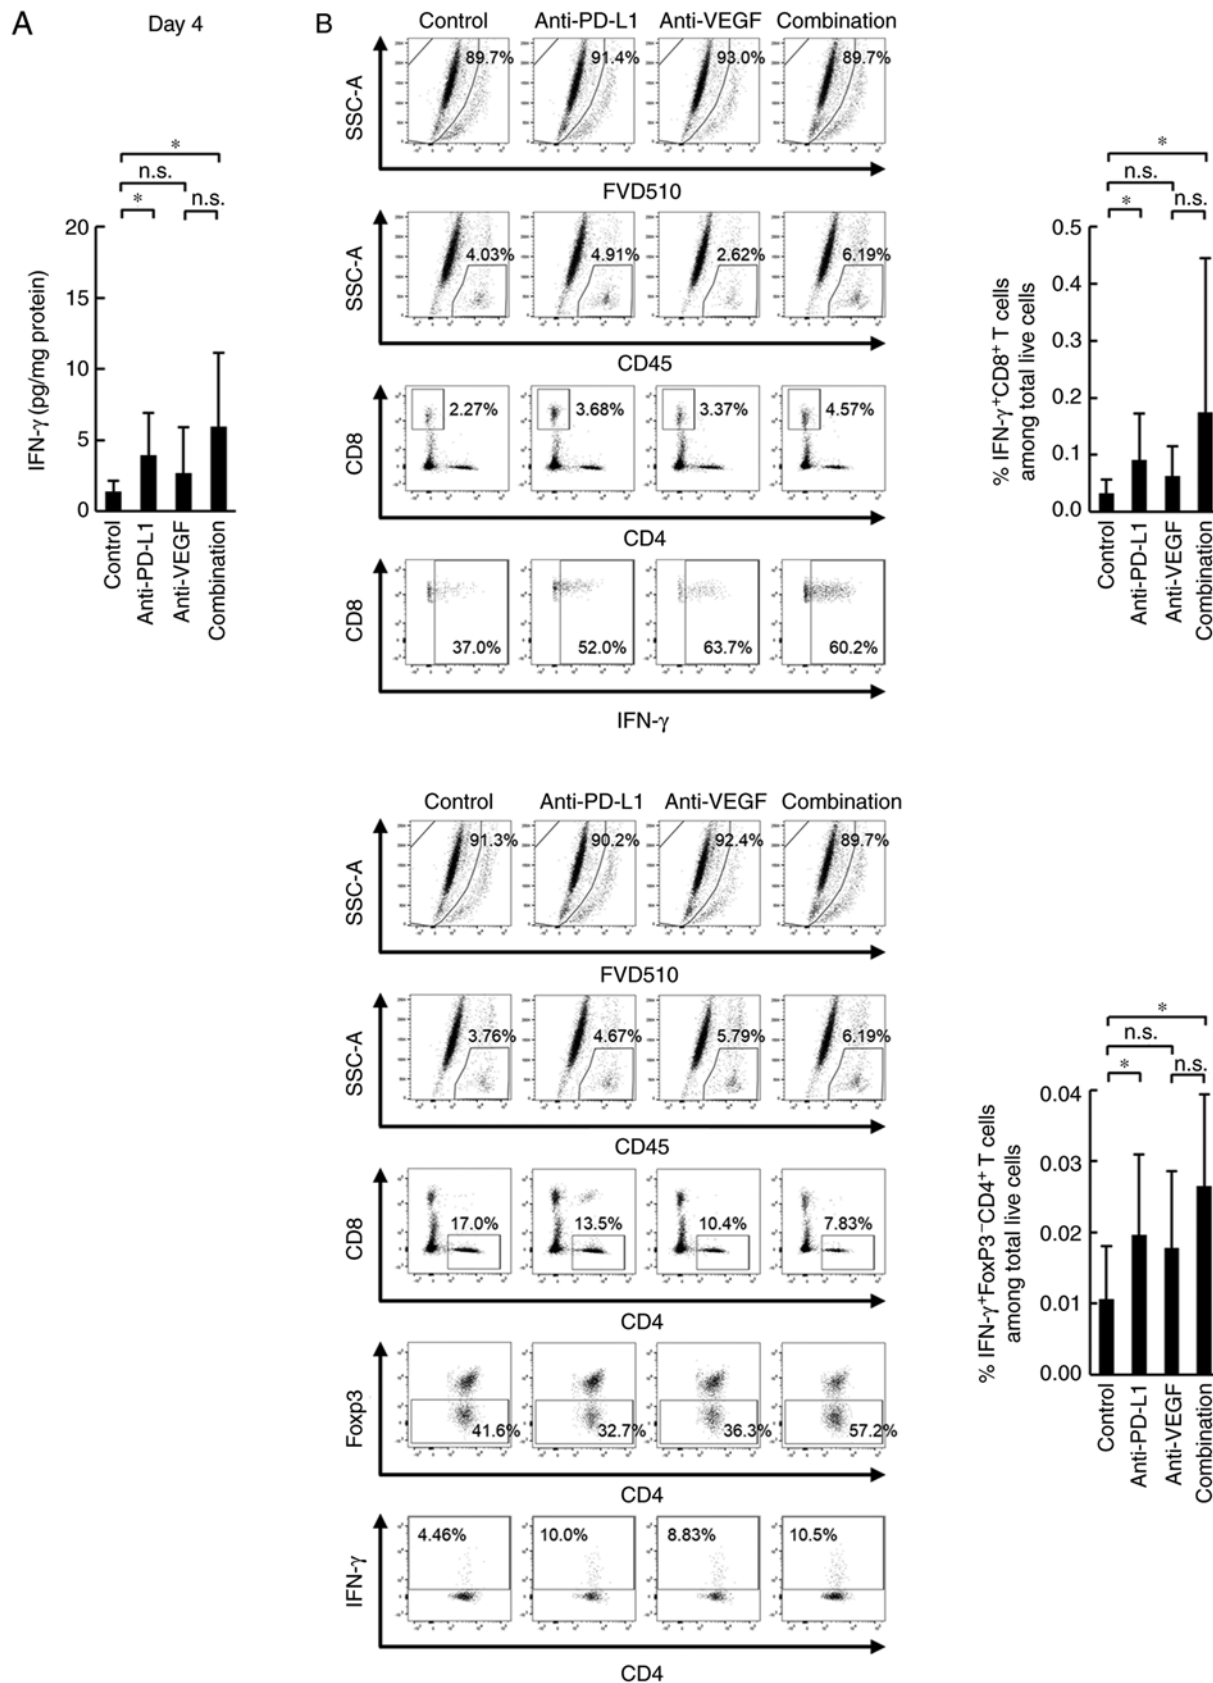 A
Day 4
*
n.s.
*
n.s.
20
15
10
5
0
IFN-γ (pg/mg protein)
Control
Anti-PD-L1
Anti-VEGF
Combination
B
Control Anti-PD-L1 Anti-VEGF Combination
SSC-A
89.7% 91.4% 93.0% 89.7%
FVD510
SSC-A
4.03% 4.91% 2.62% 6.19%
CD45
CD8
2.27% 3.68% 3.37% 4.57%
CD4
CD8
37.0% 52.0% 63.7% 60.2%
IFN-γ
*
n.s.
*
n.s.
0.5
0.4
0.3
0.2
0.1
0.0
% IFN-γ⁺CD8⁺ T cells
among total live cells
Control
Anti-PD-L1
Anti-VEGF
Combination
Control Anti-PD-L1 Anti-VEGF Combination
SSC-A
91.3% 90.2% 92.4% 89.7%
FVD510
SSC-A
3.76% 4.67% 5.79% 6.19%
CD45
CD8
17.0% 13.5% 10.4% 7.83%
CD4
Foxp3
41.6% 32.7% 36.3% 57.2%
CD4
IFN-γ
4.46% 10.0% 8.83% 10.5%
CD4
*
n.s.
*
n.s.
0.04
0.03
0.02
0.01
0.00
% IFN-γ⁺FoxP3⁻CD4⁺ T cells
among total live cells
Control
Anti-PD-L1
Anti-VEGF
Combination